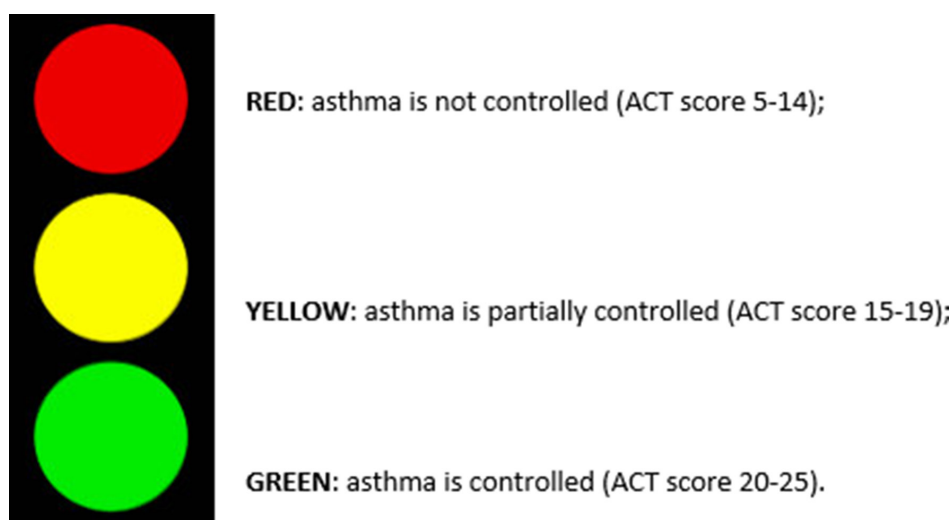 RED: asthma is not controlled (ACT score 5-14);
YELLOW: asthma is partially controlled (ACT score 15-19);
GREEN: asthma is controlled (ACT score 20-25).